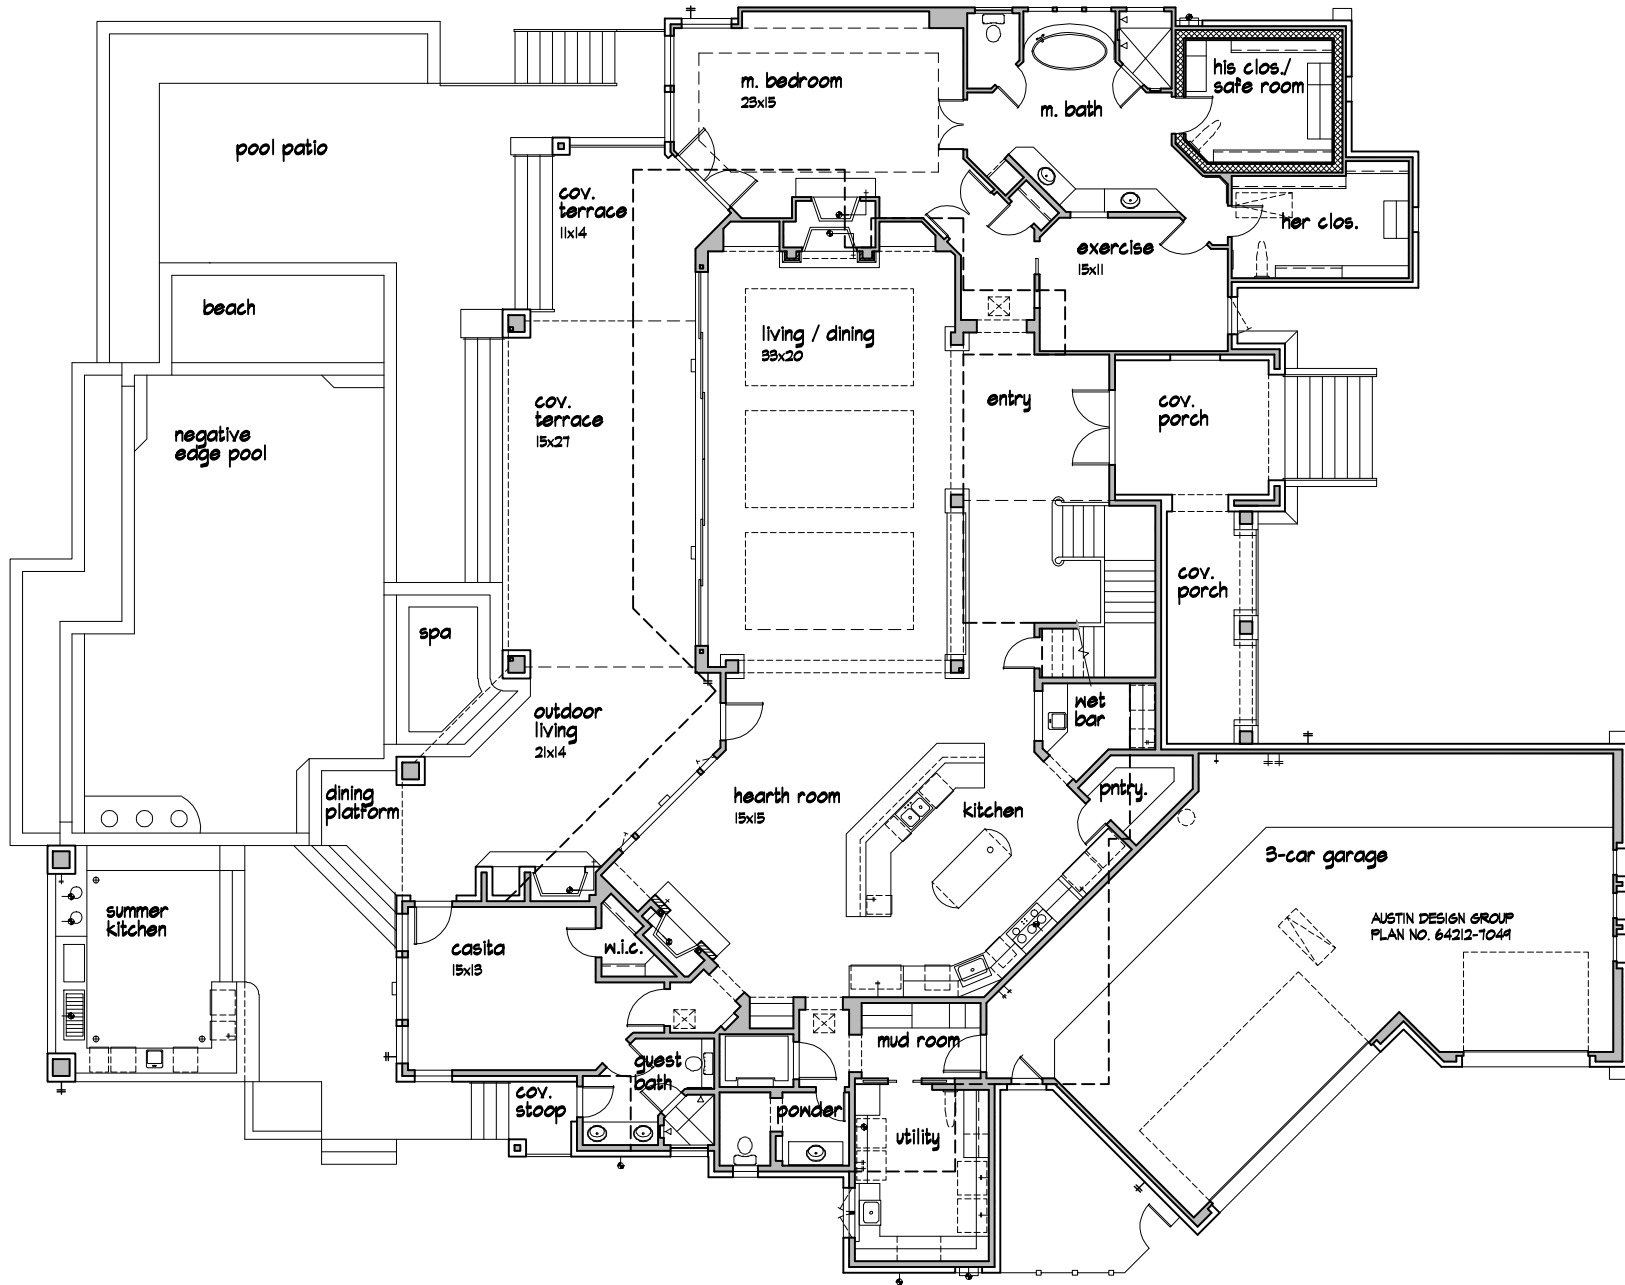 m. bedroom
23x15
m. bath
his clos./
safe room
pool patio
cov.
terrace
11x14
her clos.
exercise
15x11
beach
living / dining
33x20
entry
cov.
porch
cov.
terrace
15x27
negative
edge pool
cov.
porch
spa
wet
bar
outdoor
living
21x14
dining
platform
hearth room
15x15
kitchen
pntry.
3-car garage
AUSTIN DESIGN GROUP
PLAN NO. 64212-7049
summer
kitchen
casita
15x13
w.i.c.
mud room
guest
bath
cov.
stoop
powder
utility